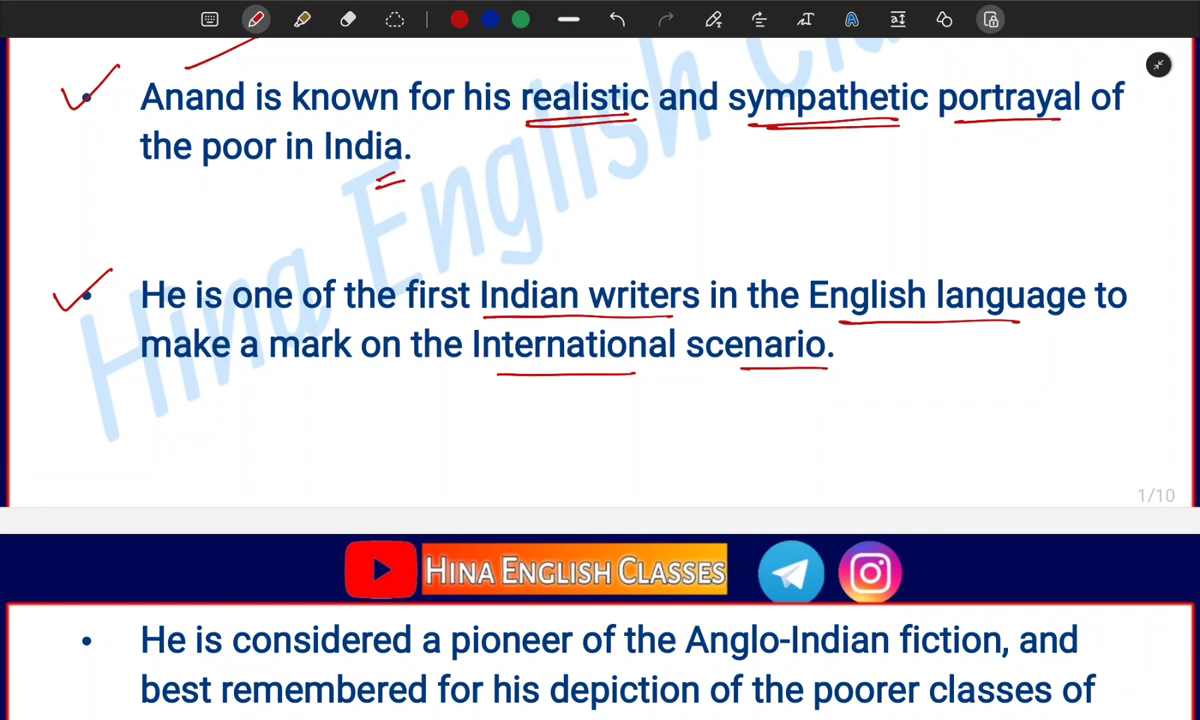 Anand is known for his realistic and sympathetic portrayal of
the poor in India.
He is one of the first Indian writers in the English language to
make a mark on the International scenario.
Hina English Cla
1/10
HINA ENGLISH CLASSES
He is considered a pioneer of the Anglo-Indian fiction, and
best remembered for his depiction of the poorer classes of